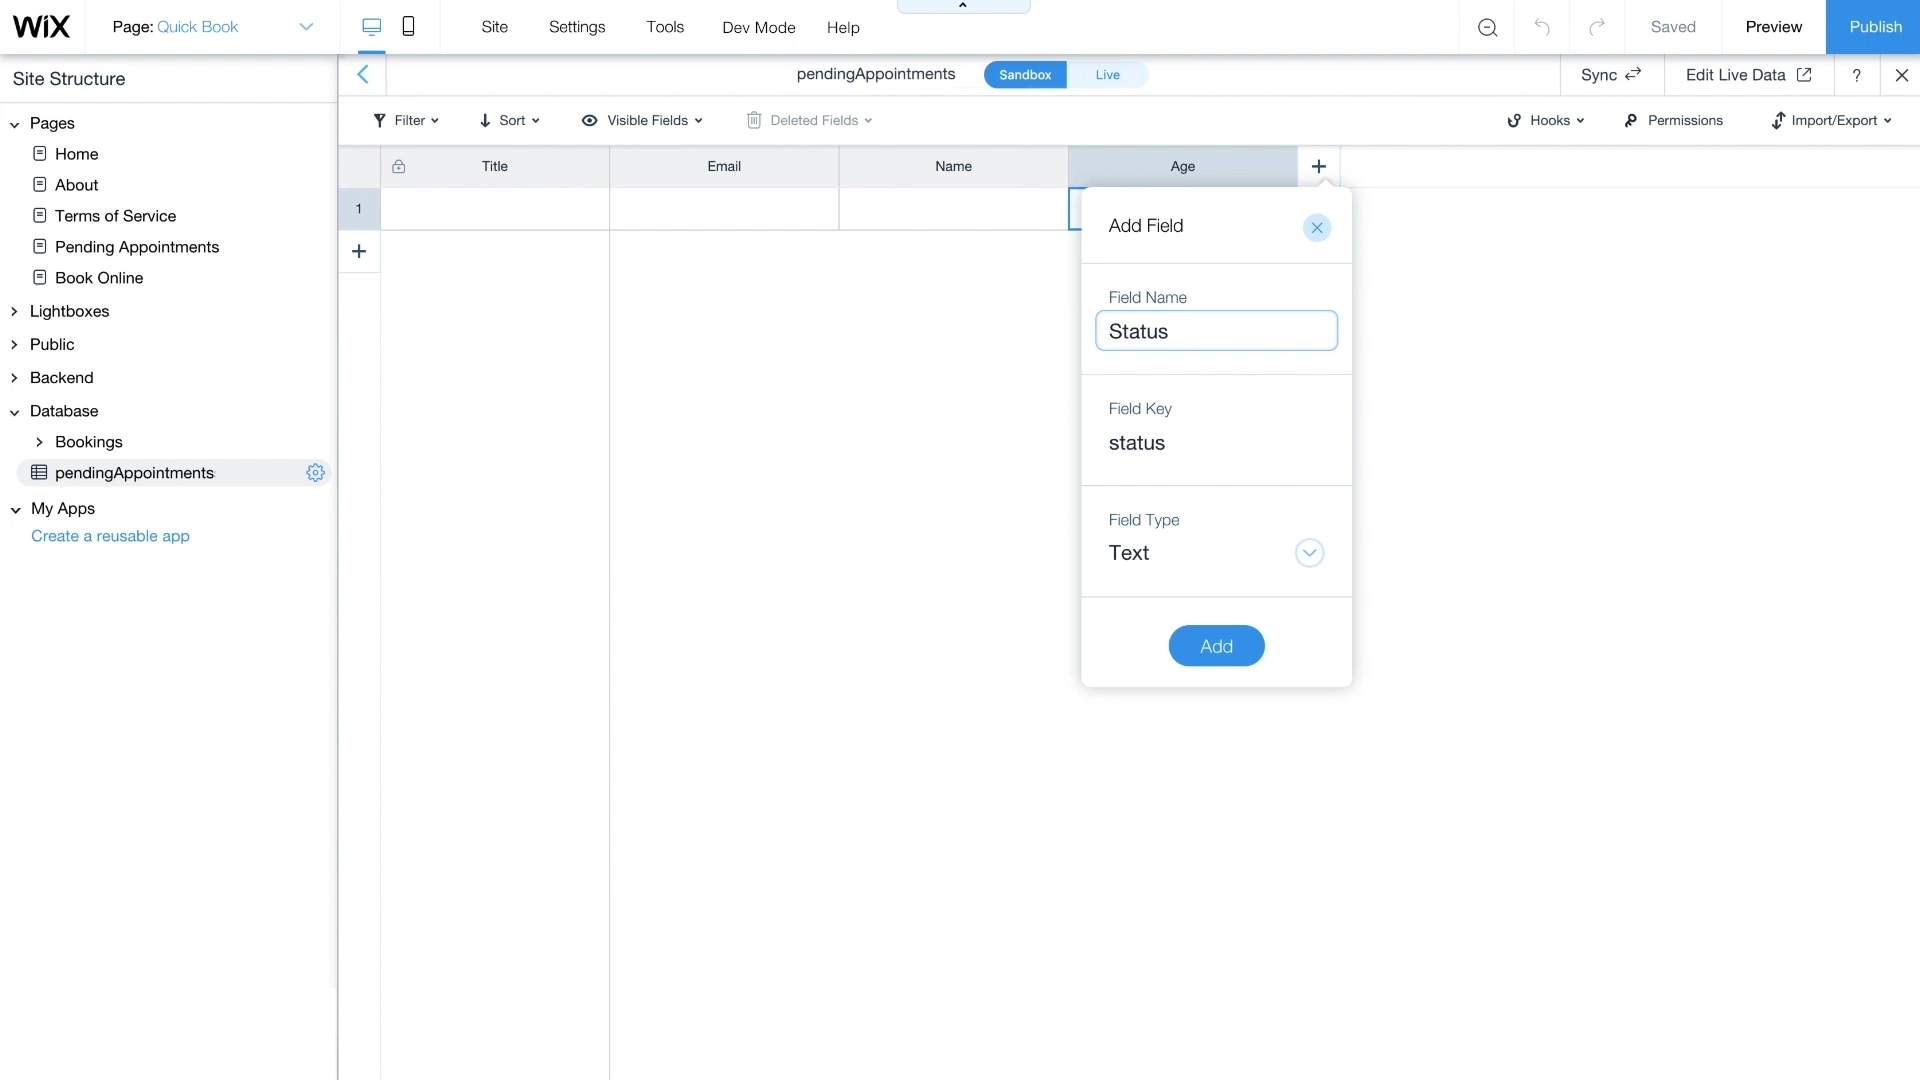 WiX Page: Quick Book Site Settings Tools Dev Mode Help Saved Preview Publish
Site Structure
pendingAppointments Sandbox Live Sync Edit Live Data ?
Filter Sort Visible Fields Deleted Fields Hooks Permissions Import/Export
Pages
Home
About
Terms of Service
Pending Appointments
Book Online
Lightboxes
Public
Backend
Database
Bookings
pendingAppointments
My Apps
Create a reusable app
Title Email Name Age +
1
+
Add Field
Field Name
Status
Field Key
status
Field Type
Text
Add